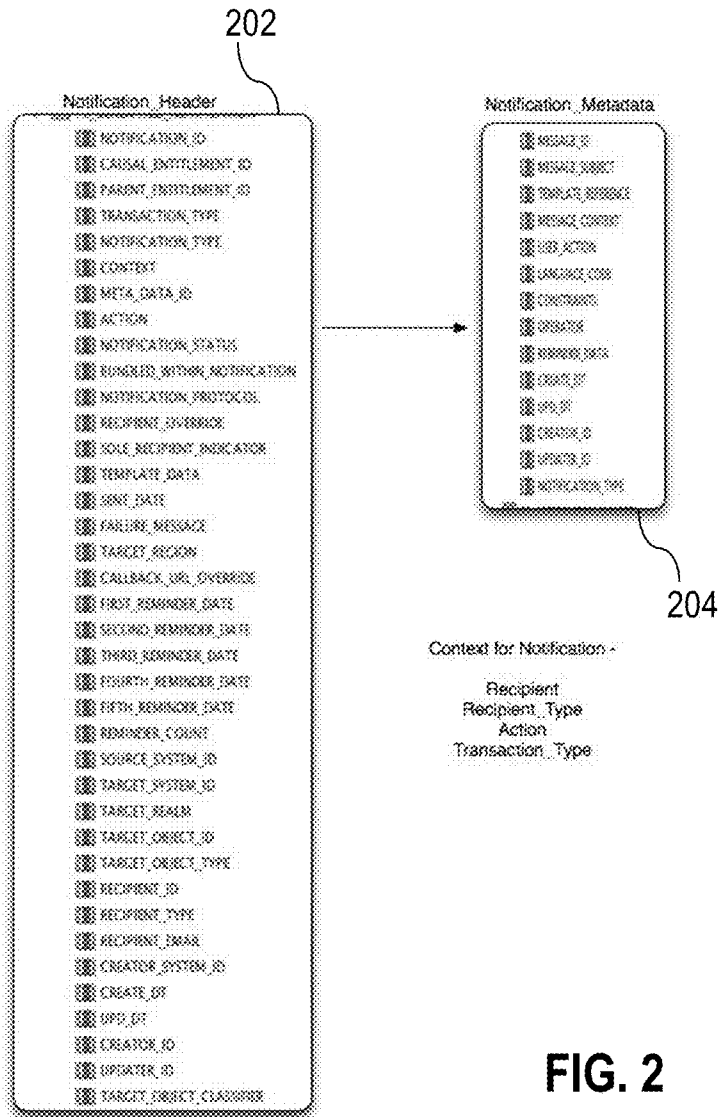 202
Notification_Header
NOTIFICATION_ID
CAUSAL_ENTITLEMENT_ID
PARENT_ENTITLEMENT_ID
TRANSACTION_TYPE
NOTIFICATION_TYPE
CONTEXT
META_DATA_ID
ACTION
NOTIFICATION_STATUS
BUNDLED_WITHIN_NOTIFICATION
NOTIFICATION_PROTOCOL
RECIPIENT_OVERRIDE
SOLE_RECIPIENT_INDICATOR
TEMPLATE_DATA
SENT_DATE
FAILURE_MESSAGE
TARGET_REGION
CALLBACK_URL_OVERRIDE
FIRST_REMINDER_DATE
SECOND_REMINDER_DATE
THIRD_REMINDER_DATE
FOURTH_REMINDER_DATE
FIFTH_REMINDER_DATE
REMINDER_COUNT
SOURCE_SYSTEM_ID
TARGET_SYSTEM_ID
TARGET_REALM
TARGET_OBJECT_ID
TARGET_OBJECT_TYPE
RECIPIENT_ID
RECIPIENT_TYPE
RECIPIENT_EMAIL
CREATOR_SYSTEM_ID
CREATE_DT
UPD_DT
CREATOR_ID
UPDATER_ID
TARGET_OBJECT_CLASSIFIER
Notification_Metadata
MESSAGE_ID
MESSAGE_SUBJECT
TEMPLATE_REFERENCE
MESSAGE_CONTEXT
USER_ACTION
LANGUAGE_CODE
CONSTRAINTS
OPERATOR
REMINDER_DATA
CREATE_DT
UPD_DT
CREATOR_ID
UPDATER_ID
NOTIFICATION_TYPE
204
Context for Notification -
Recipient
Recipient_Type
Action
Transaction_Type
FIG. 2